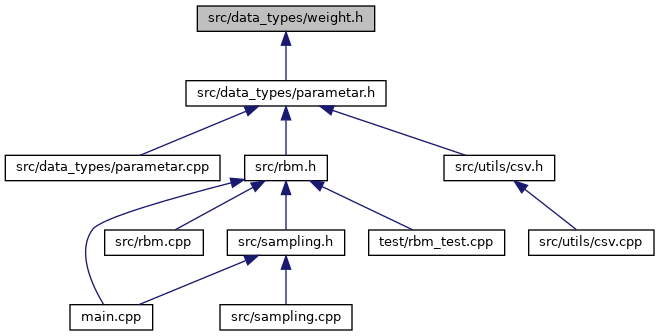 src/data_types/weight.h
src/data_types/parametar.h
src/data_types/parametar.cpp
src/rbm.h
src/utils/csv.h
src/rbm.cpp
src/sampling.h
test/rbm_test.cpp
src/utils/csv.cpp
main.cpp
src/sampling.cpp